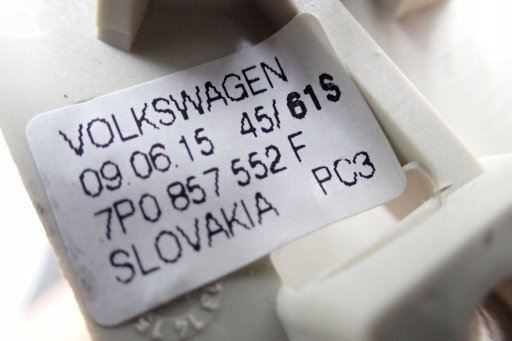 VOLKSWAGEN
09.06.15 45/61S
7P0 857 552 F
SLOVAKIA PC3